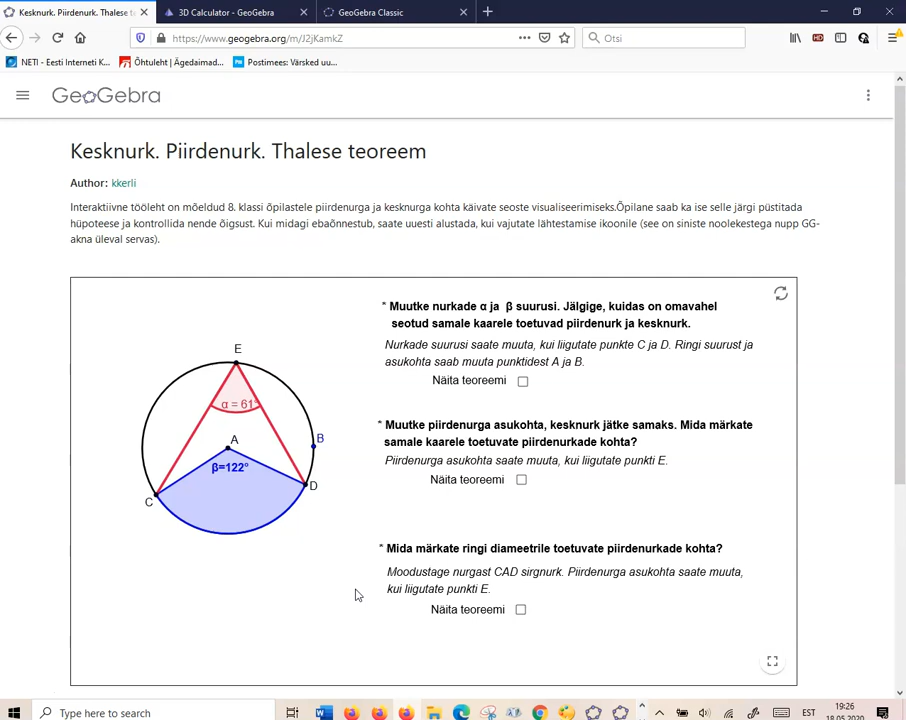 Kesknurk. Piirdenurk. Thalese te
3D Calculator - GeoGebra
GeoGebra Classic
https://www.geogebra.org/m/J2jKamkZ
Otsi
NETI - Eesti Interneti K...
Õhtuleht | Ägedaimad...
Postimees: Värsked uu...
GeoGebra
Kesknurk. Piirdenurk. Thalese teoreem
Author: kkerli
Interaktiivne tööleht on mõeldud 8. klassi õpilastele piirdenurga ja kesknurga kohta käivate seoste visualiseerimiseks.Õpilane saab ka ise selle järgi püstitada
hüpoteese ja kontrollida nende õigsust. Kui midagi ebaõnnestub, saate uuesti alustada, kui vajutate lähtestamise ikoonile (see on siniste noolekestega nupp GG-
akna üleval servas).
* Muutke nurkade α ja β suurusi. Jälgige, kuidas on omavahel
seotud samale kaarele toetuvad piirdenurk ja kesknurk.
Nurkade suurusi saate muuta, kui liigutate punkte C ja D. Ringi suurust ja
asukohta saab muuta punktidest A ja B.
Näita teoreemi
E
α = 61°
A
B
β=122°
C
D
* Muutke piirdenurga asukohta, kesknurk jätke samaks. Mida märkate
samale kaarele toetuvate piirdenurkade kohta?
Piirdenurga asukohta saate muuta, kui liigutate punkti E.
Näita teoreemi
* Mida märkate ringi diameetrile toetuvate piirdenurkade kohta?
Moodustage nurgast CAD sirgnurk. Piirdenurga asukohta saate muuta,
kui liigutate punkti E.
Näita teoreemi
Type here to search
EST
19:26
18.05.2020